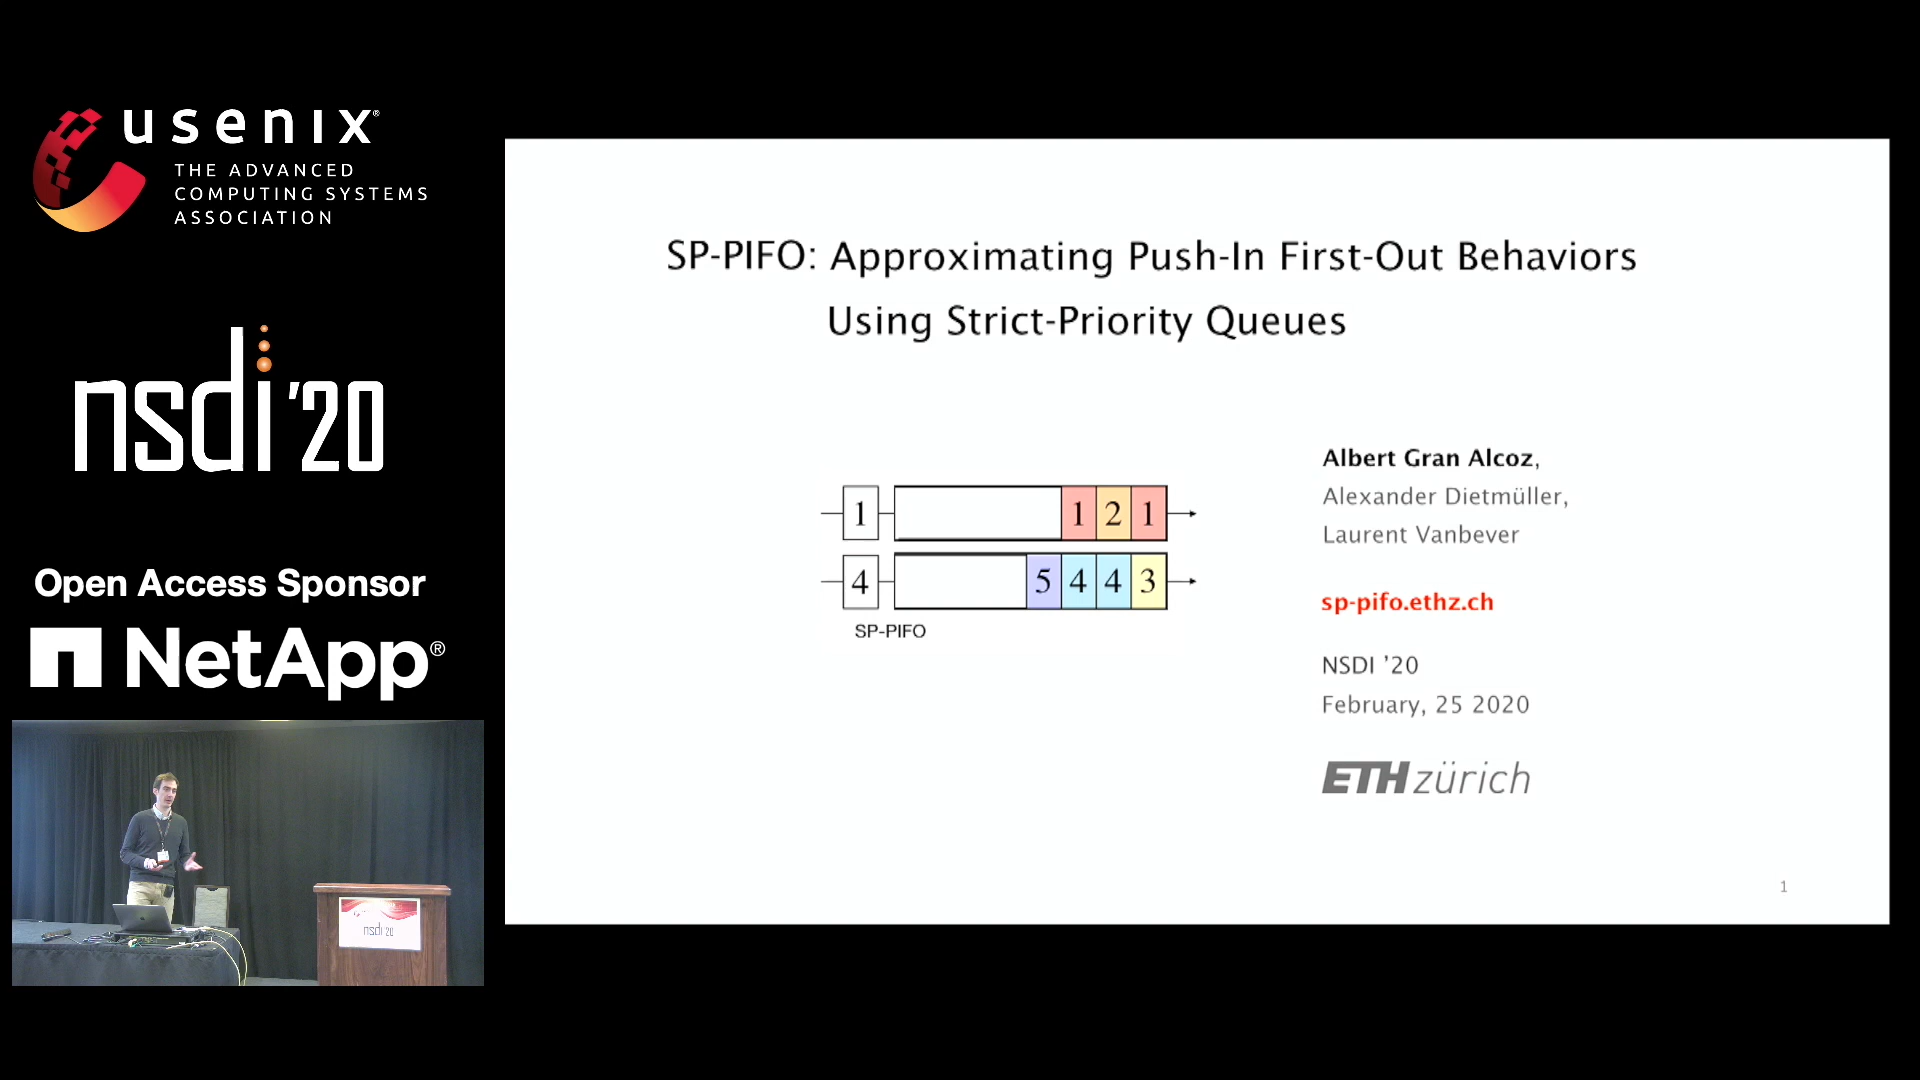 usenix®
THE ADVANCED
COMPUTING SYSTEMS
ASSOCIATION
nsdi '20
Open Access Sponsor
NetApp®
nsdi '20
SP-PIFO: Approximating Push-In First-Out Behaviors
Using Strict-Priority Queues
1 1 2 1
4 5 4 4 3
SP-PIFO
Albert Gran Alcoz,
Alexander Dietmüller,
Laurent Vanbever
sp-pifo.ethz.ch
NSDI ’20
February, 25 2020
ETH zürich
1